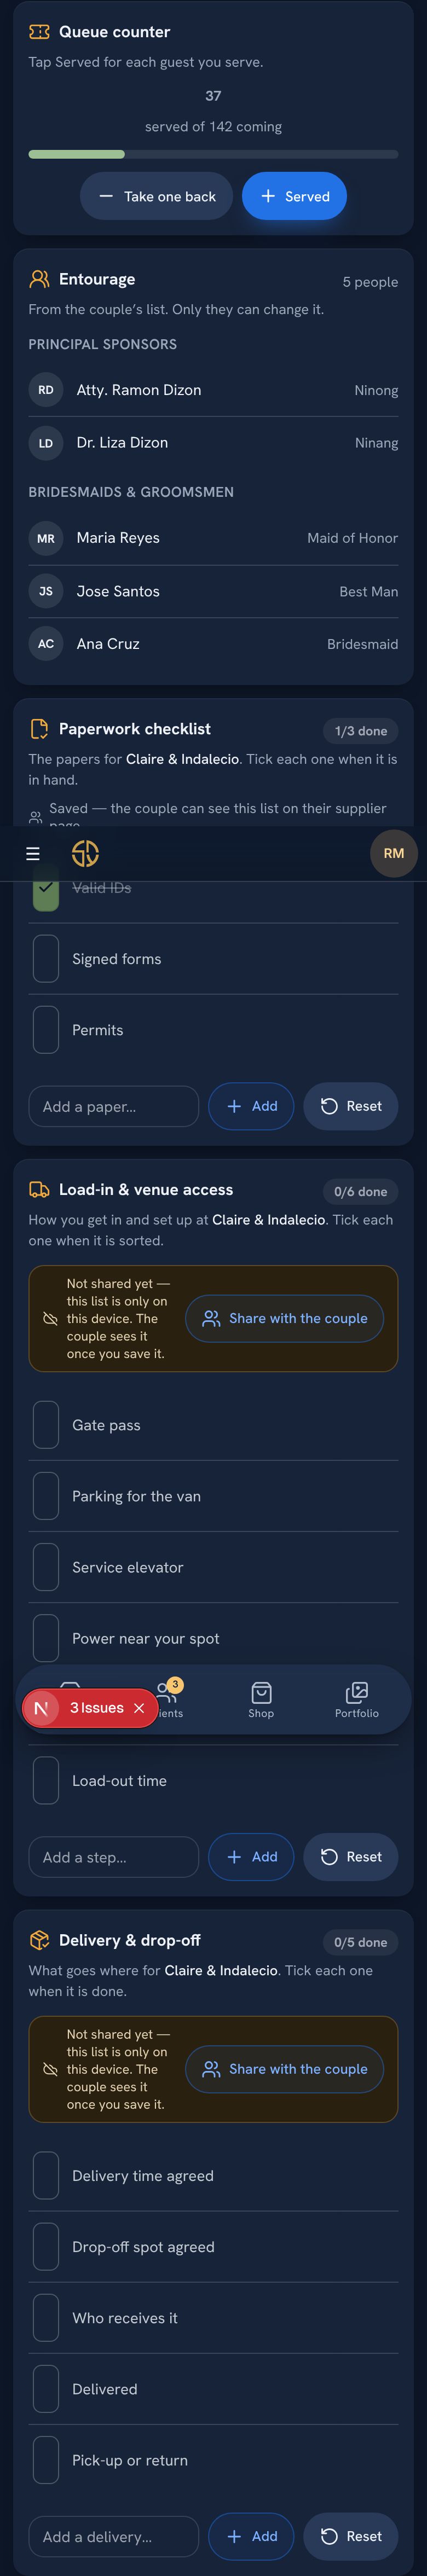 Queue counter
Tap Served for each guest you serve.
37
served of 142 coming
Take one back
Served
Entourage
5 people
From the couple's list. Only they can change it.
PRINCIPAL SPONSORS
RD
Atty. Ramon Dizon
Ninong
LD
Dr. Liza Dizon
Ninang
BRIDESMAIDS & GROOMSMEN
MR
Maria Reyes
Maid of Honor
JS
Jose Santos
Best Man
AC
Ana Cruz
Bridesmaid
Paperwork checklist
1/3 done
The papers for Claire & Indalecio. Tick each one when it is
in hand.
Saved — the couple can see this list on their supplier
page
RM
Valid IDs
Signed forms
Permits
Add a paper...
Add
Reset
Load-in & venue access
0/6 done
How you get in and set up at Claire & Indalecio. Tick each
one when it is sorted.
Not shared yet —
this list is only on
this device. The
couple sees it
once you save it.
Share with the couple
Gate pass
Parking for the van
Service elevator
Power near your spot
N
3 Issues
3
ients
Shop
Portfolio
Load-out time
Add a step...
Add
Reset
Delivery & drop-off
0/5 done
What goes where for Claire & Indalecio. Tick each one
when it is done.
Not shared yet —
this list is only on
this device. The
couple sees it
once you save it.
Share with the couple
Delivery time agreed
Drop-off spot agreed
Who receives it
Delivered
Pick-up or return
Add a delivery...
Add
Reset